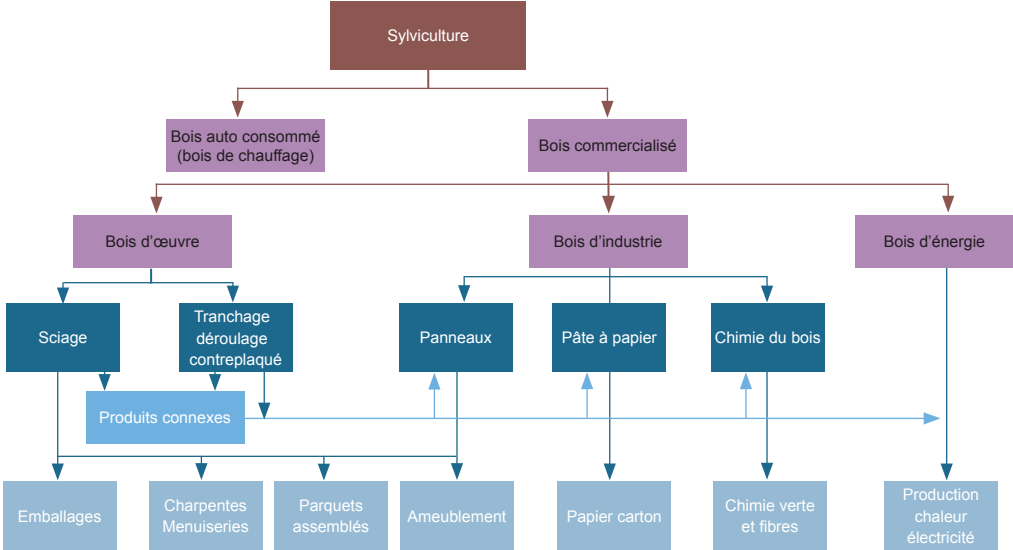 Sylviculture
Bois auto consommé
(bois de chauffage)
Bois commercialisé
Bois d'œuvre
Bois d'industrie
Bois d'énergie
Sciage
Tranchage
déroulage
contreplaqué
Panneaux
Pâte à papier
Chimie du bois
Produits connexes
Emballages
Charpentes
Menuiseries
Parquets
assemblés
Ameublement
Papier carton
Chimie verte
et fibres
Production
chaleur
électricité